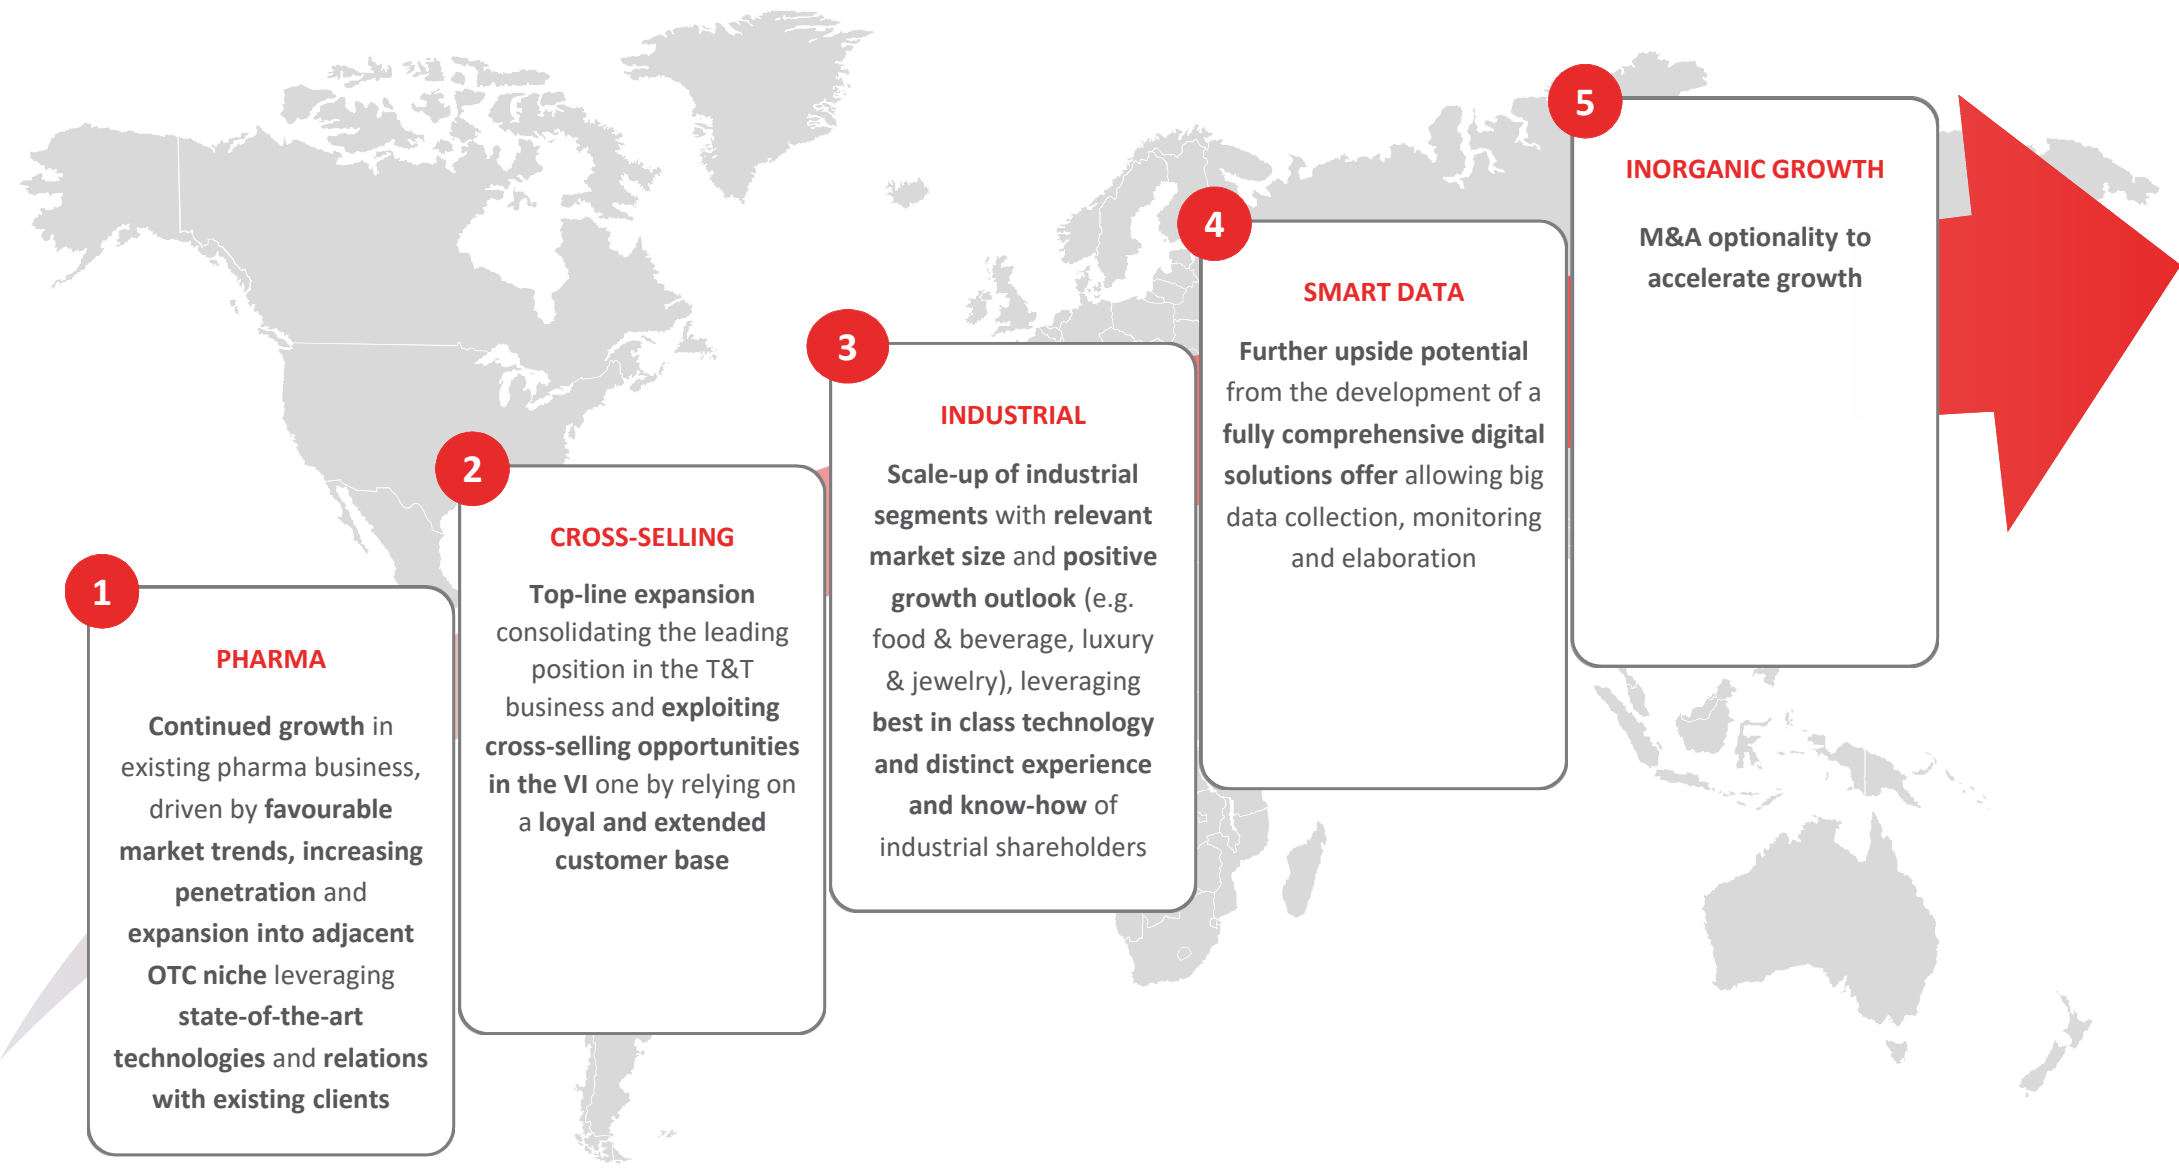 1
PHARMA
Continued growth in
existing pharma business,
driven by favourable
market trends, increasing
penetration and
expansion into adjacent
OTC niche leveraging
state-of-the-art
technologies and relations
with existing clients
2
CROSS-SELLING
Top-line expansion
consolidating the leading
position in the T&T
business and exploiting
cross-selling opportunities
in the VI one by relying on
a loyal and extended
customer base
3
INDUSTRIAL
Scale-up of industrial
segments with relevant
market size and positive
growth outlook (e.g.
food & beverage, luxury
& jewelry), leveraging
best in class technology
and distinct experience
and know-how of
industrial shareholders
4
SMART DATA
Further upside potential
from the development of a
fully comprehensive digital
solutions offer allowing big
data collection, monitoring
and elaboration
5
INORGANIC GROWTH
M&A optionality to
accelerate growth